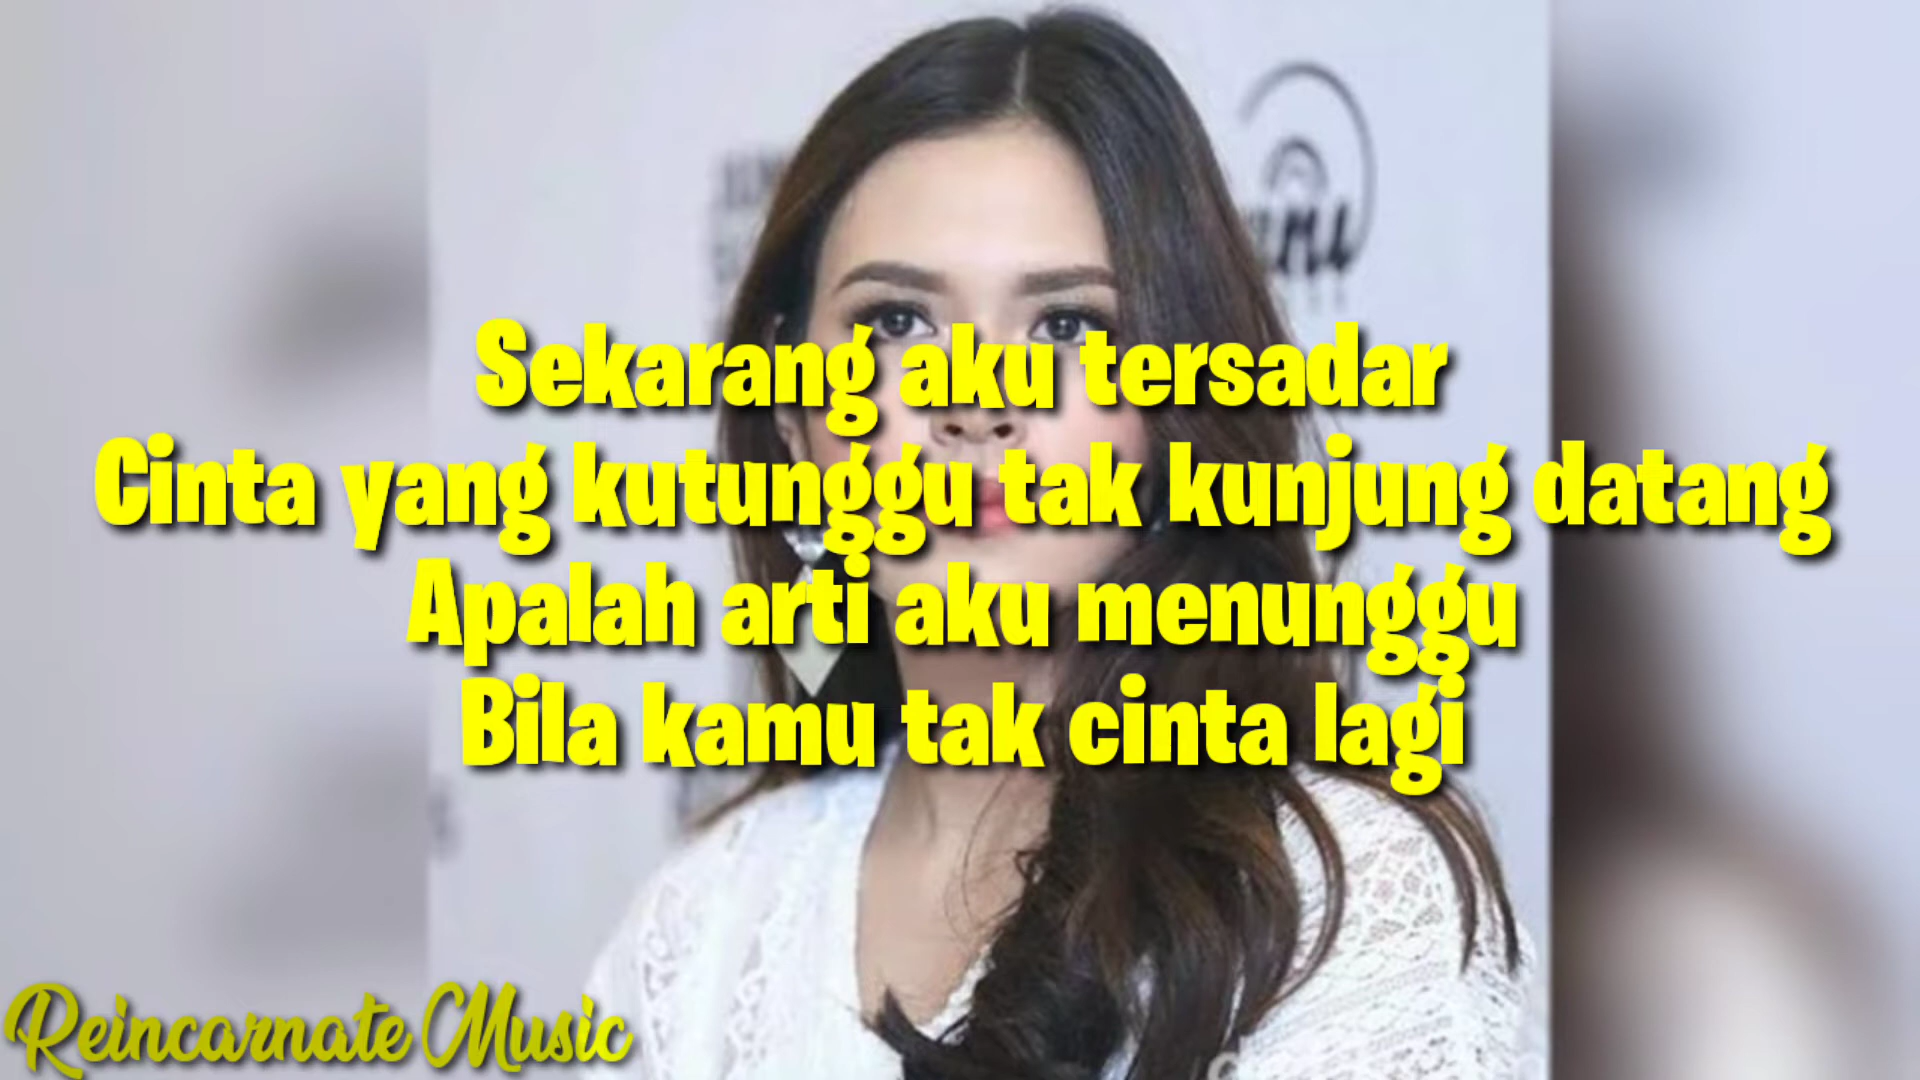 Sekarang aku tersadar
Cinta yang kutunggu tak kunjung datang
Apalah arti aku menunggu
Bila kamu tak cinta lagi
Reincarnate Music